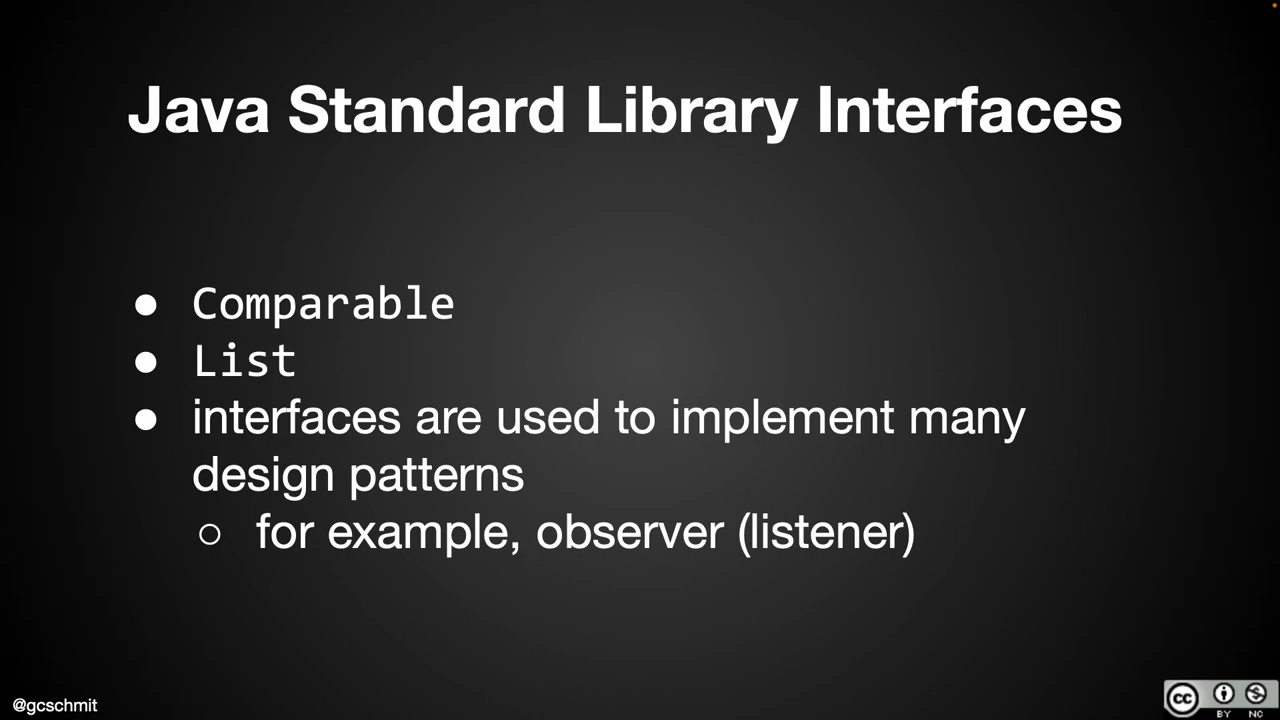 Java Standard Library Interfaces
● Comparable
● List
● interfaces are used to implement many
design patterns
○ for example, observer (listener)
@gcschmit
cc
BY NC